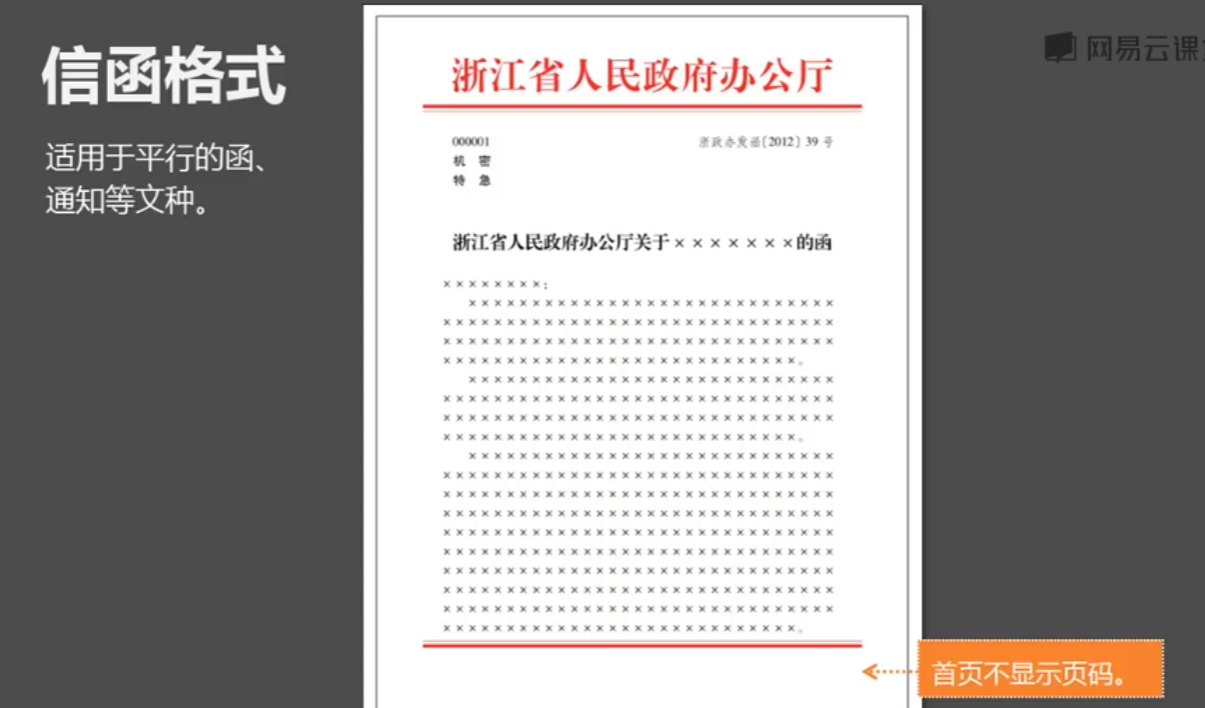 信函格式
适用于平行的函、
通知等文种。
网易云课
浙江省人民政府办公厅
000001
浙政办发函〔2012〕39 号
机 密
特 急
浙江省人民政府办公厅关于×××××××的函
××××××××：
×××××××××××××××××××××××××××××
×××××××××××××××××××××××××××××××
×××××××××××××××××××××××××××××××
××××××××××××××××××××××××××××。
×××××××××××××××××××××××××××××
×××××××××××××××××××××××××××××××
×××××××××××××××××××××××××××××××
××××××××××××××××××××××××××××。
×××××××××××××××××××××××××××××
×××××××××××××××××××××××××××××××
×××××××××××××××××××××××××××××××
×××××××××××××××××××××××××××××××
×××××××××××××××××××××××××××××××
×××××××××××××××××××××××××××××××
×××××××××××××××××××××××××××××××
×××××××××××××××××××××××××××××××
×××××××××××××××××××××××××××××××
××××××××××××××××××××××××××××。
首页不显示页码。